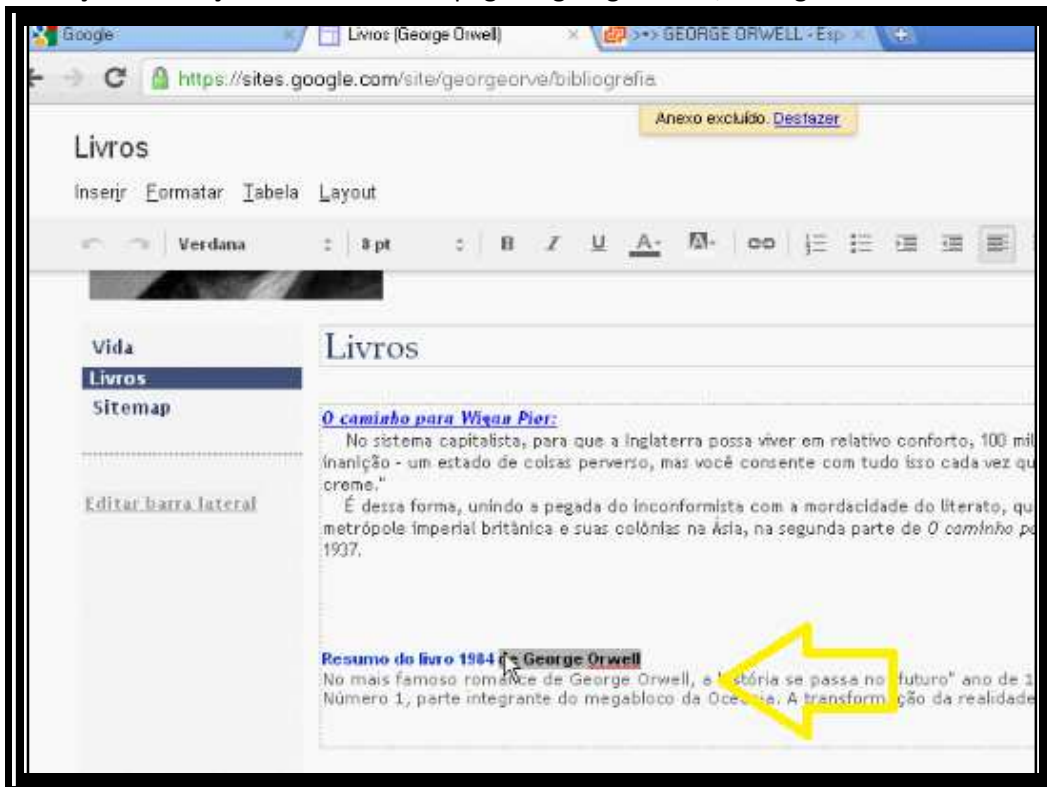 Google Livros (George Orwell) >•> GEORGE ORWELL - Esp
https://sites.google.com/site/georgeorve/bibliografia
Anexo excluído. Desfazer
Livros
Inserir Formatar Tabela Layout
Verdana 8 pt B I U A A
Vida
Livros
Sitemap
Editar barra lateral
Livros
O caminho para Wigan Pier:
No sistema capitalista, para que a Inglaterra possa viver em relativo conforto, 100 mil
inanição - um estado de coisas perverso, mas você consente com tudo isso cada vez qu
creme."
É dessa forma, unindo a pegada do inconformista com a mordacidade do literato, qu
metrópole imperial britânica e suas colônias na Ásia, na segunda parte de O caminho pa
1937.
Resumo do livro 1984 de George Orwell
No mais famoso romance de George Orwell, a história se passa no "futuro" ano de 1
Número 1, parte integrante do megabloco da Oceania. A transformação da realidade